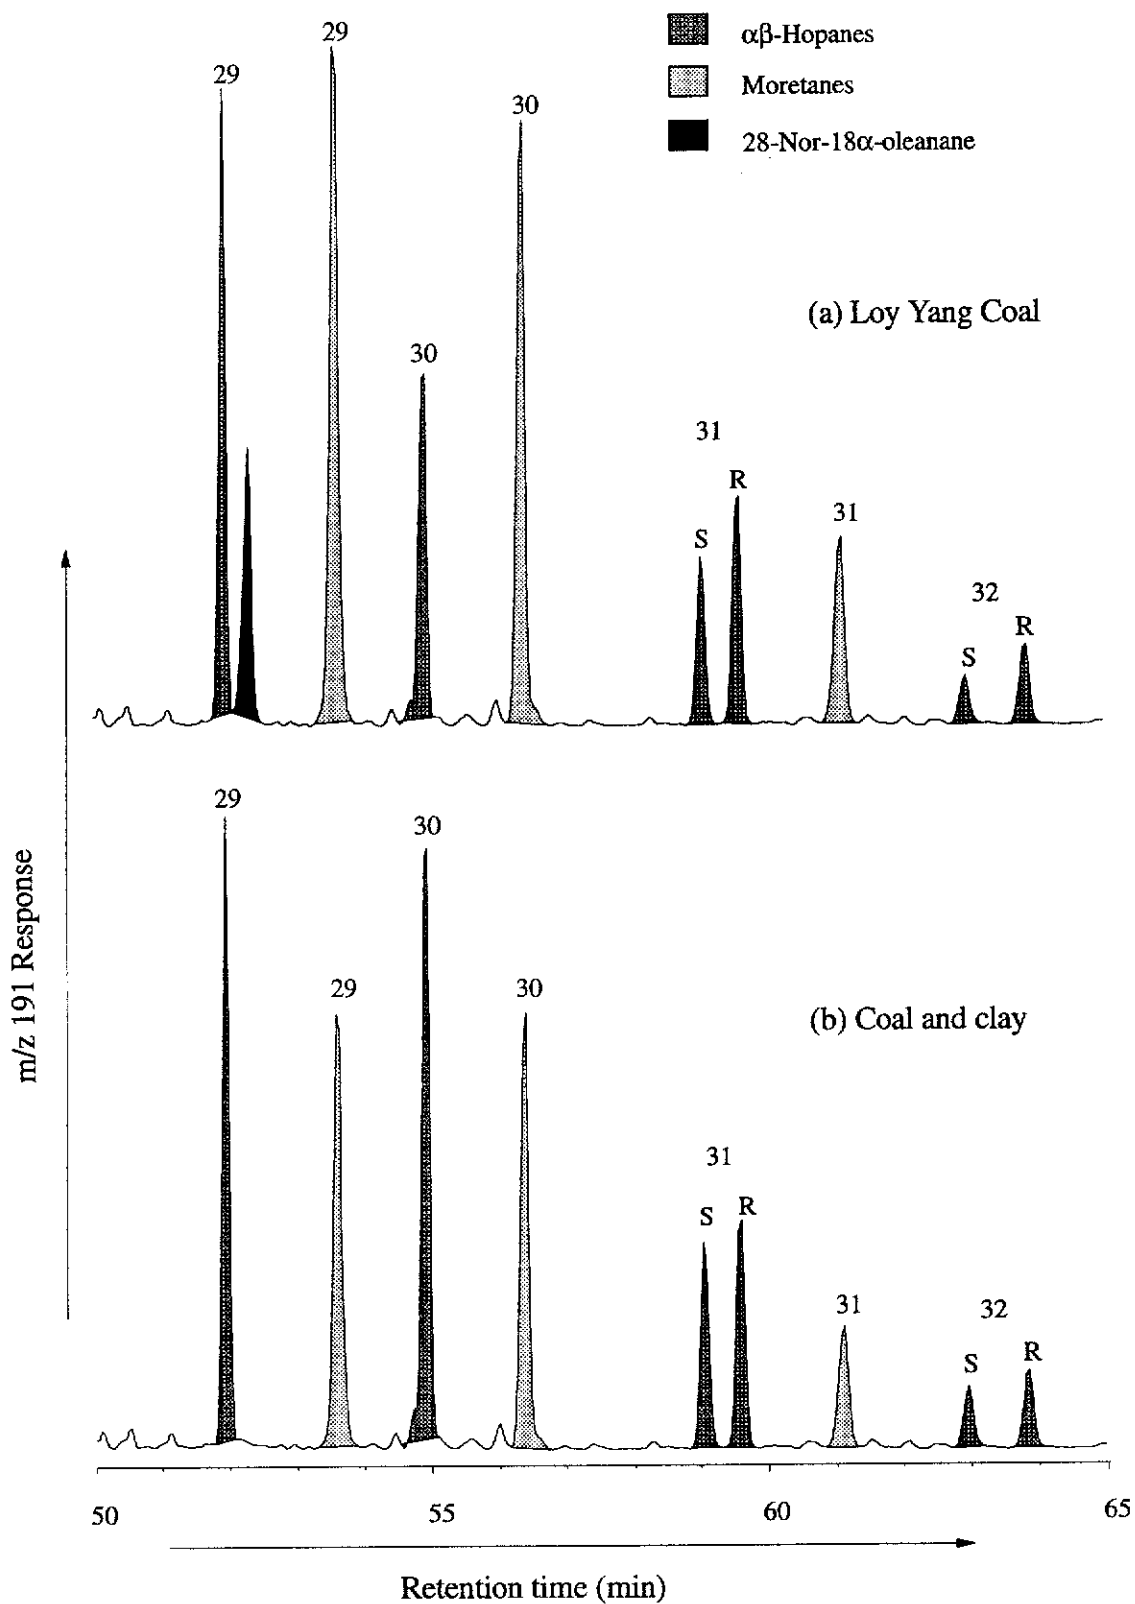 αβ-Hopanes
Moretanes
28-Nor-18α-oleanane
29
29
30
30
(a) Loy Yang Coal
31
S
R
31
32
S
R
29
30
29
30
(b) Coal and clay
31
S
R
31
32
S
R
m/z 191 Response
50
55
60
65
Retention time (min)